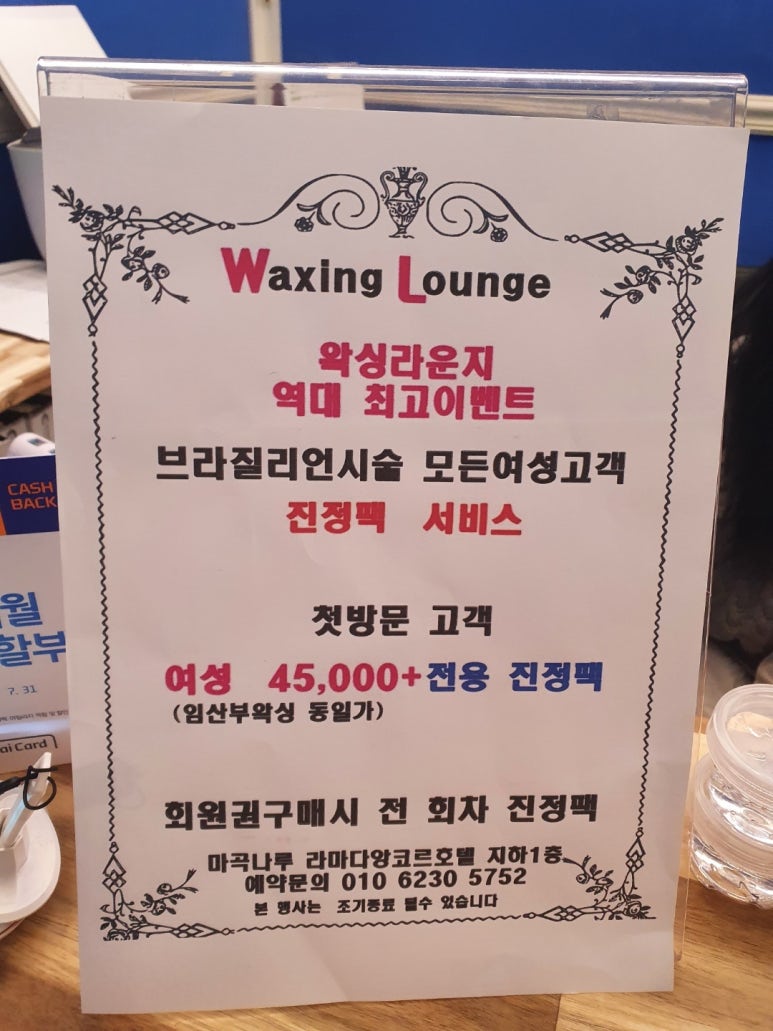 Waxing Lounge
왁싱라운지
역대 최고이벤트
브라질리언시술 모든여성고객
진정팩 서비스
첫방문 고객
여성 45,000+전용 진정팩
(임산부왁싱 동일가)
회원권구매시 전 회차 진정팩
마곡나루 라마다앙코르호텔 지하1층
예약문의 010 6230 5752
본 행사는 조기종료 될수 있습니다
CASH
BACK
월
할부
7. 31
ai Card